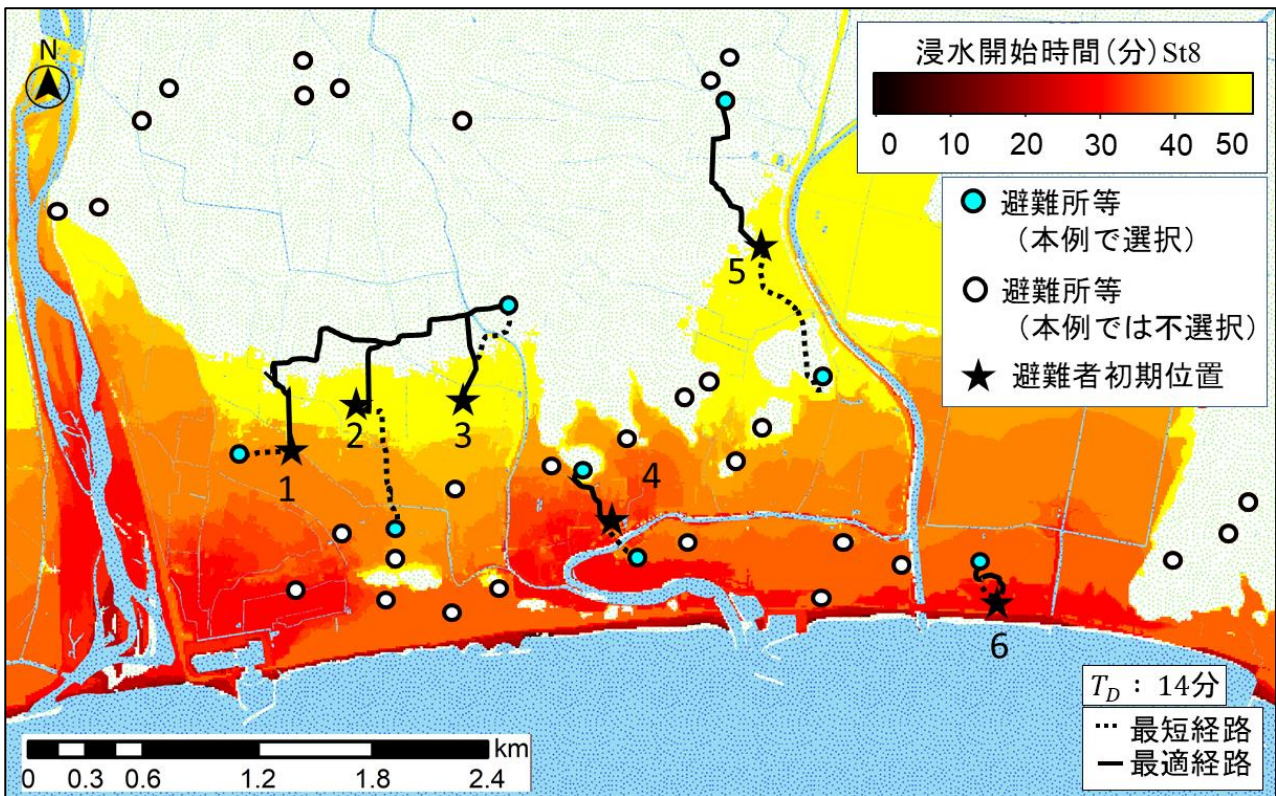 N
浸水開始時間(分)St8
0 10 20 30 40 50
避難所等
(本例で選択)
避難所等
(本例では不選択)
避難者初期位置
5
2
3
1
4
6
T_D : 14分
最短経路
最適経路
km
0 0.3 0.6 1.2 1.8 2.4